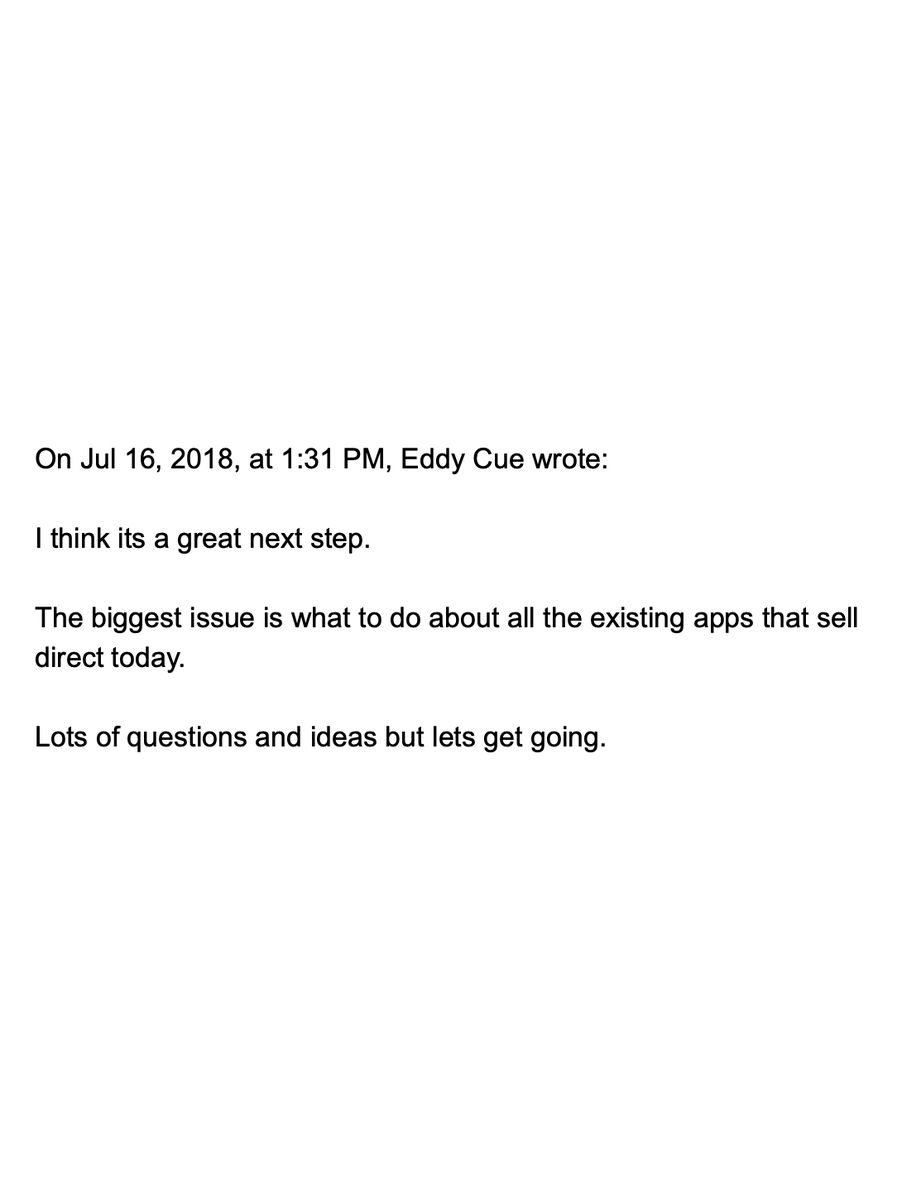 On Jul 16, 2018, at 1:31 PM, Eddy Cue wrote:
I think its a great next step.
The biggest issue is what to do about all the existing apps that sell
direct today.
Lots of questions and ideas but lets get going.